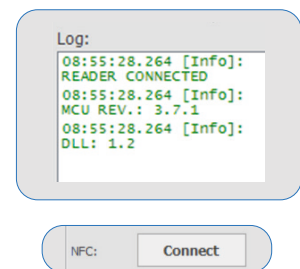 Log:
08:55:28.264 [Info]:
READER CONNECTED
08:55:28.264 [Info]:
MCU REV.: 3.7.1
08:55:28.264 [Info]:
DLL: 1.2
NFC: Connect